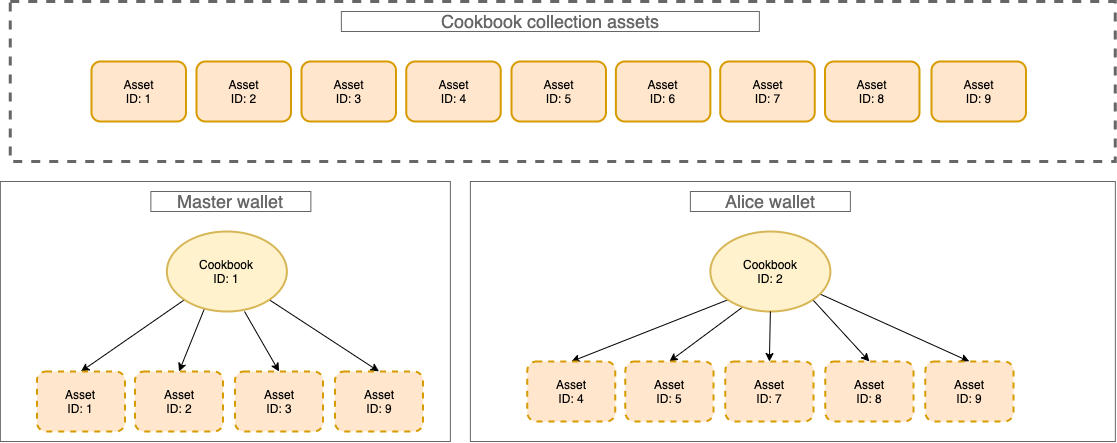 Cookbook collection assets
Asset
ID: 1
Asset
ID: 2
Asset
ID: 3
Asset
ID: 4
Asset
ID: 5
Asset
ID: 6
Asset
ID: 7
Asset
ID: 8
Asset
ID: 9
Master wallet
Cookbook
ID: 1
Asset
ID: 1
Asset
ID: 2
Asset
ID: 3
Asset
ID: 9
Alice wallet
Cookbook
ID: 2
Asset
ID: 4
Asset
ID: 5
Asset
ID: 7
Asset
ID: 8
Asset
ID: 9